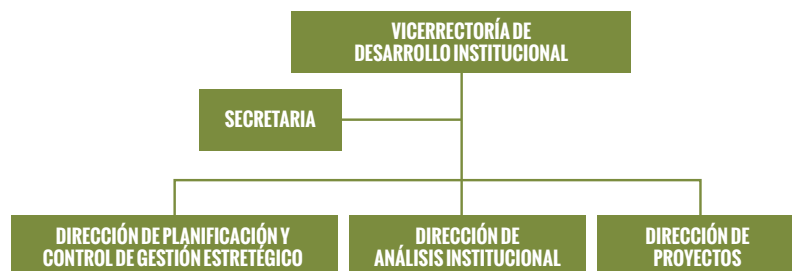 VICERRECTORÍA DE
DESARROLLO INSTITUCIONAL
SECRETARIA
DIRECCIÓN DE PLANIFICACIÓN Y
CONTROL DE GESTIÓN ESTRETÉGICO
DIRECCIÓN DE
ANÁLISIS INSTITUCIONAL
DIRECCIÓN DE
PROYECTOS